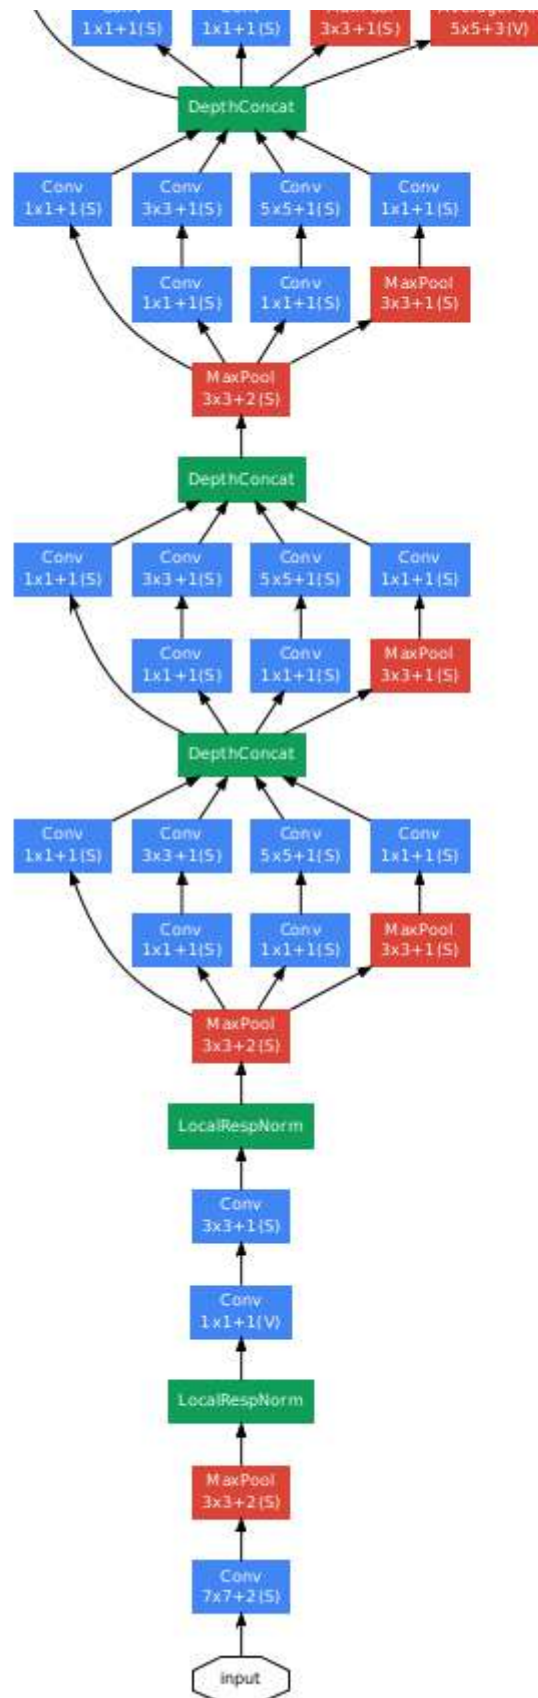 1x1+1(S)
1x1+1(S)
3x3+1(S)
5x5+3(V)
DepthConcat
Conv
1x1+1(S)
Conv
3x3+1(S)
Conv
5x5+1(S)
Conv
1x1+1(S)
Conv
1x1+1(S)
Conv
1x1+1(S)
MaxPool
3x3+1(S)
MaxPool
3x3+2(S)
DepthConcat
Conv
1x1+1(S)
Conv
3x3+1(S)
Conv
5x5+1(S)
Conv
1x1+1(S)
Conv
1x1+1(S)
Conv
1x1+1(S)
MaxPool
3x3+1(S)
DepthConcat
Conv
1x1+1(S)
Conv
3x3+1(S)
Conv
5x5+1(S)
Conv
1x1+1(S)
Conv
1x1+1(S)
Conv
1x1+1(S)
MaxPool
3x3+1(S)
MaxPool
3x3+2(S)
LocalRespNorm
Conv
3x3+1(S)
Conv
1x1+1(V)
LocalRespNorm
MaxPool
3x3+2(S)
Conv
7x7+2(S)
input